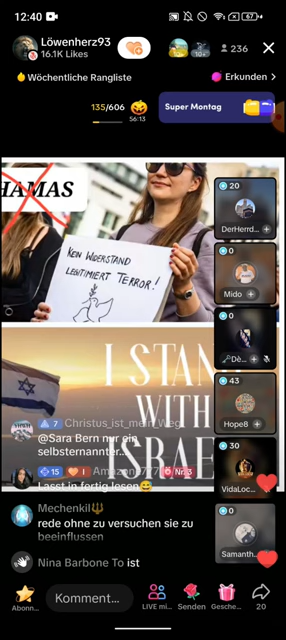 12:40
67
Löwenherz93
16.1K Likes
236
Wöchentliche Rangliste
Erkunden >
135/606
56:13
Super Montag
HAMAS
KEIN WIDERSTAND
LEGITIMIERT TERROR!
20
DerHerrd...
0
Mido
0
43
Hope8
30
VidaLoc...
0
Samanth...
I STAN
WITH
ISRAE
7 Christus_ist_mein_Weg
@Sara Bern nur ein
selbsternannter...
15 1 Nr. 3
Lasst in fertig lesen😅
Mechenkil🔱
rede ohne zu versuchen sie zu
beeinflussen
Nina Barbone To ist
Komment...
Abonn...
LIVE mi...
Senden
Gesche...
20